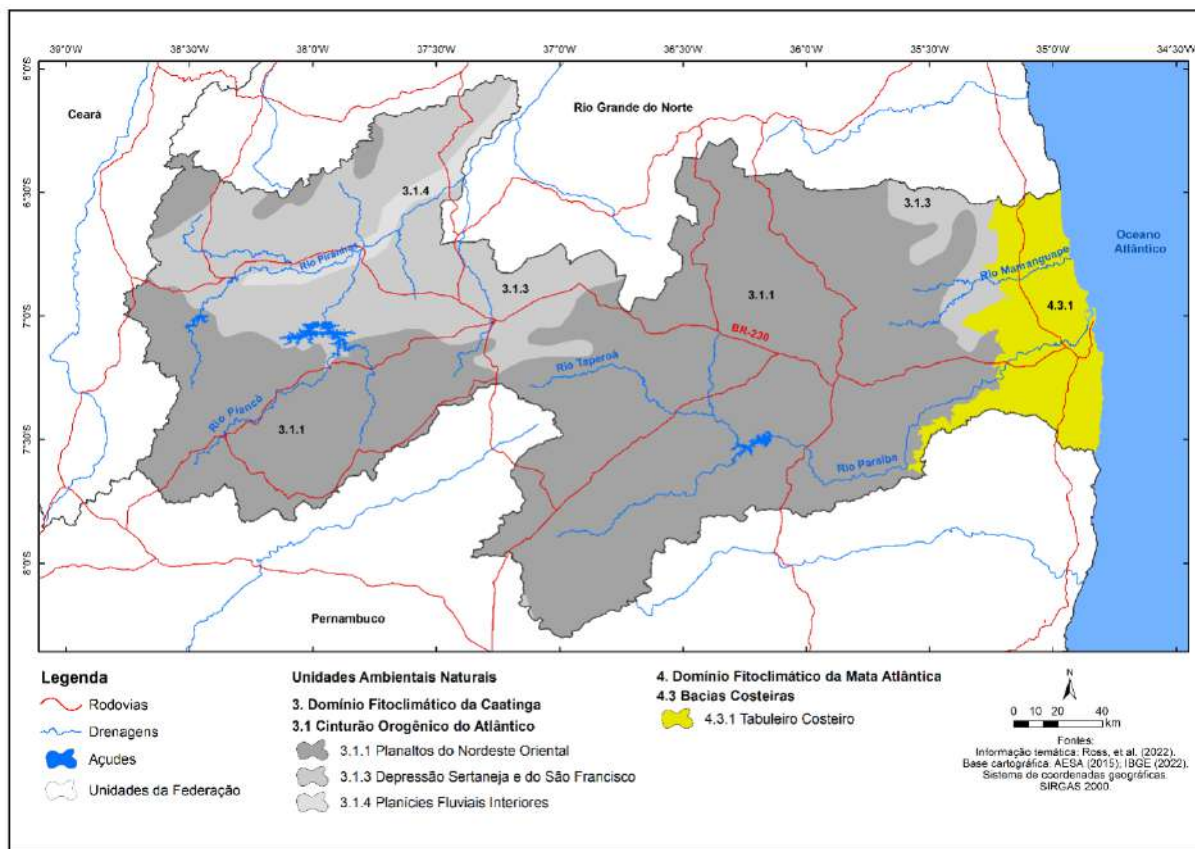 39°0'W 38°30'W 38°0'W 37°30'W 37°0'W 36°30'W 36°0'W 35°30'W 35°0'W 34°30'W
6°0'S
6°30'S
7°0'S
7°30'S
8°0'S
Ceará
Rio Grande do Norte
3.1.4
3.1.3
Oceano
Atlântico
Rio Piranhas
Rio Mamanguape
3.1.3
3.1.1
4.3.1
BR-230
Rio Taperoá
Rio Piancó
3.1.1
Rio Paraíba
Pernambuco
Legenda
Rodovias
Drenagens
Açudes
Unidades da Federação
Unidades Ambientais Naturais
3. Domínio Fitoclimático da Caatinga
3.1 Cinturão Orogênico do Atlântico
3.1.1 Planaltos do Nordeste Oriental
3.1.3 Depressão Sertaneja e do São Francisco
3.1.4 Planícies Fluviais Interiores
4. Domínio Fitoclimático da Mata Atlântica
4.3 Bacias Costeiras
4.3.1 Tabuleiro Costeiro
N
0 10 20 40
km
Fontes:
Informação temática: Ross, et al. (2022).
Base cartográfica: AESA (2015); IBGE (2022).
Sistema de coordenadas geográficas.
SIRGAS 2000.